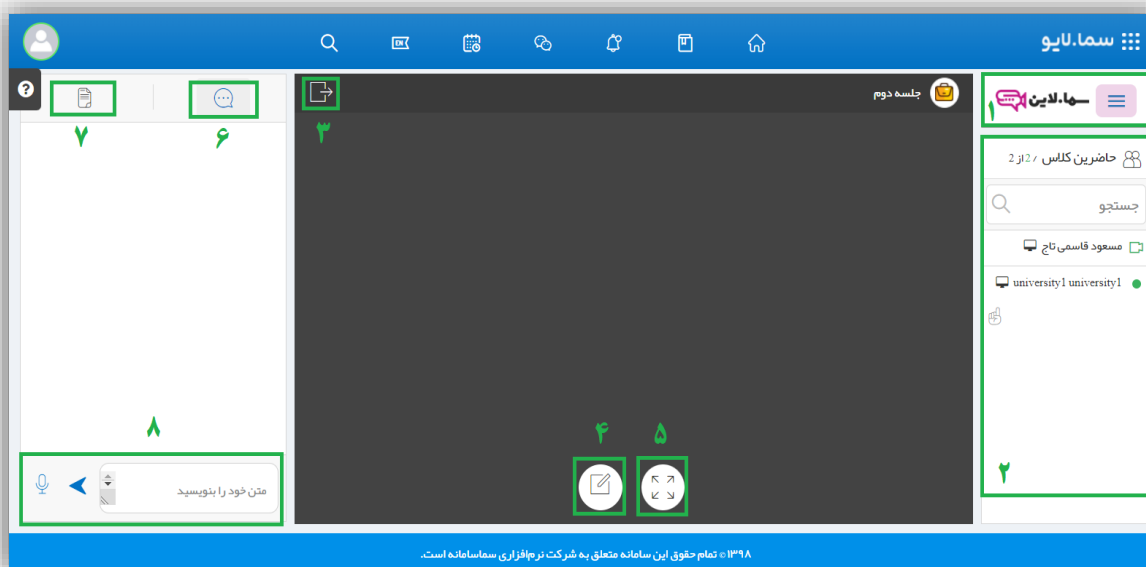 سما.لایو
EN
سما.لاین
۱
حاضرین کلاس / 2 از 2
جستجو
مسعود قاسمی تاج
university1 university1
۲
جلسه دوم
۳
۴
۵
?
۶
۷
۸
متن خود را بنویسید
۱۳۹۸ © تمام حقوق این سامانه متعلق به شرکت نرم‌افزاری سماسامانه است.